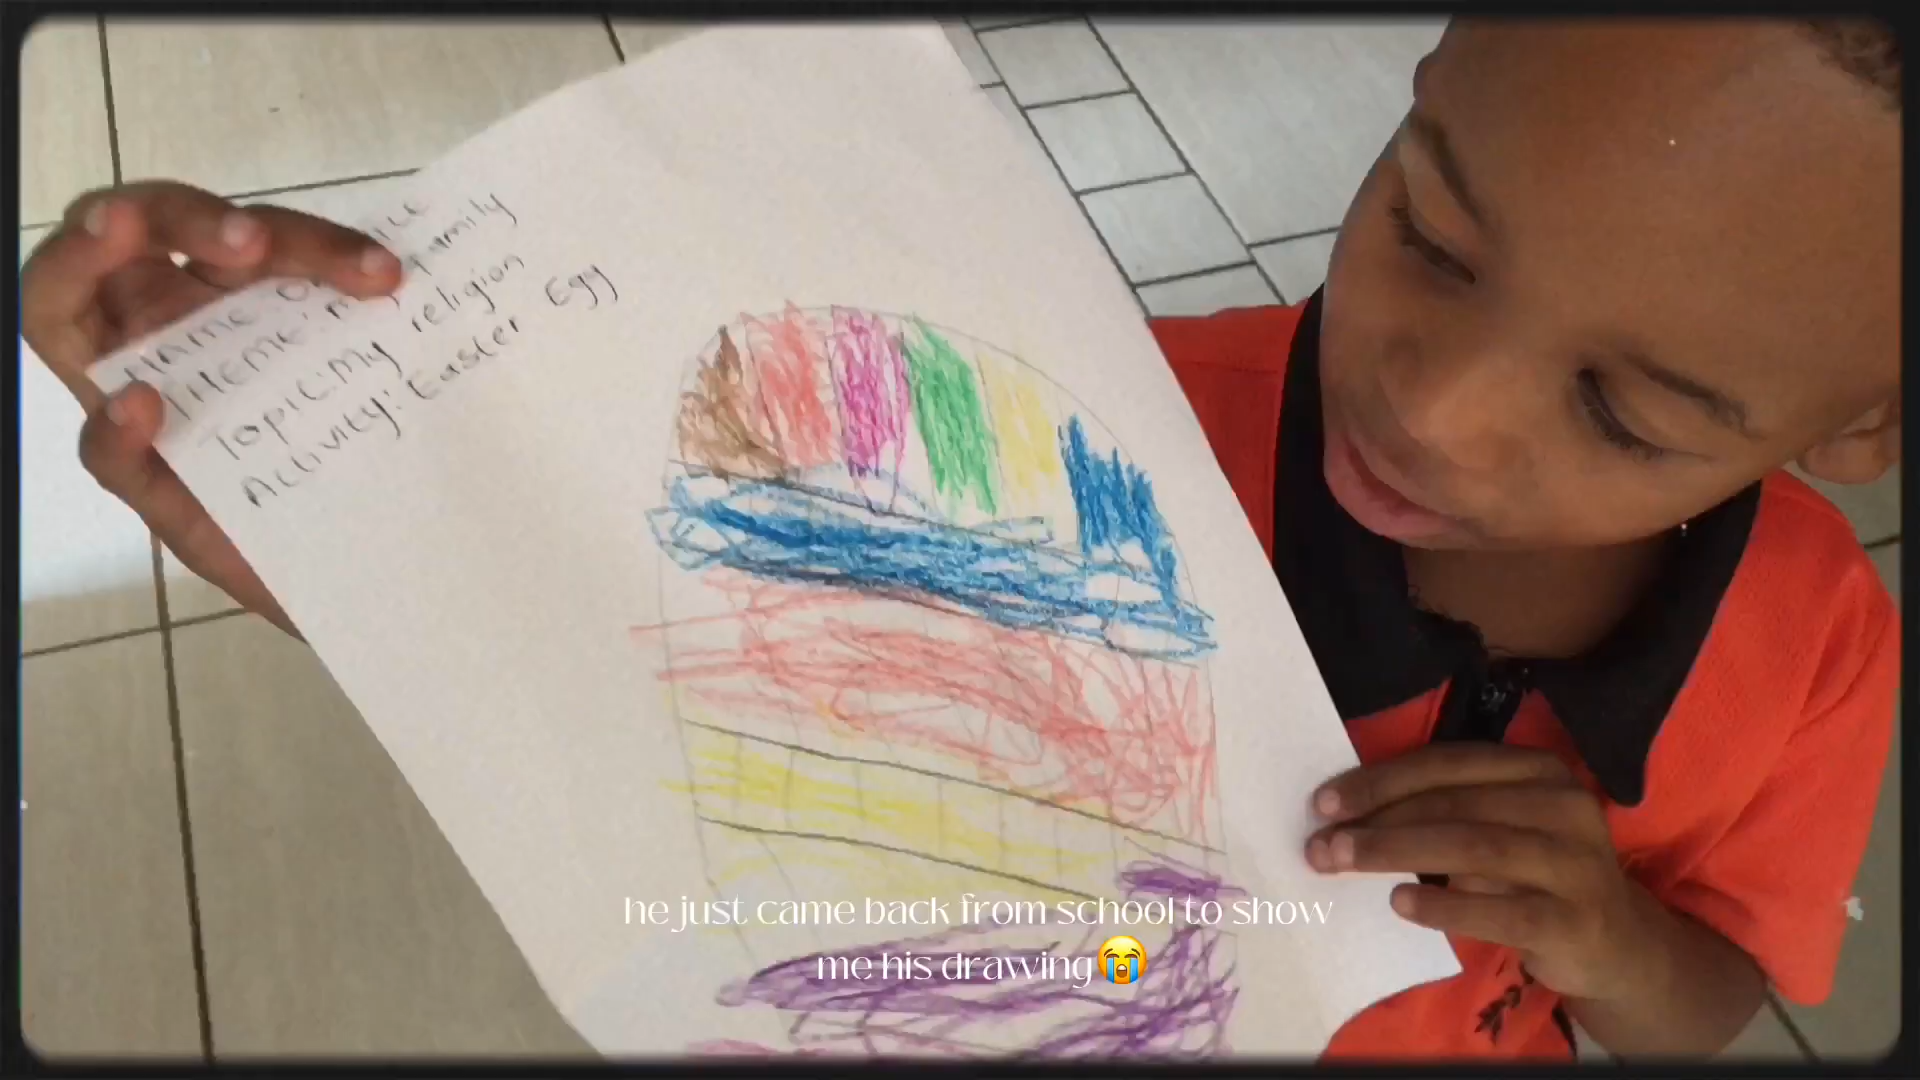 Name:
THEME: my family
Topic: My religion
Activity: Easter Egg
he just came back from school to show
me his drawing😭